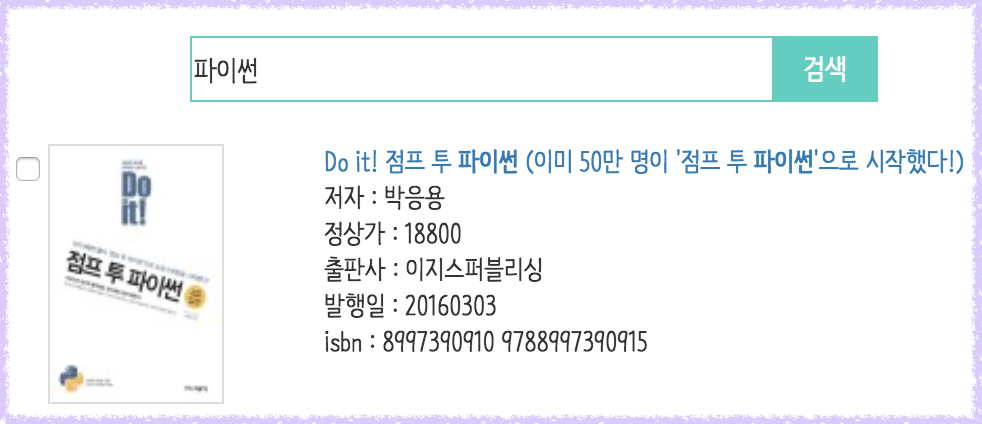 파이썬
검색
Do it! 점프 투 파이썬 (이미 50만 명이 '점프 투 파이썬'으로 시작했다!)
저자 : 박응용
정상가 : 18800
출판사 : 이지스퍼블리싱
발행일 : 20160303
isbn : 8997390910 9788997390915
Do
it!
점프 투 파이썬